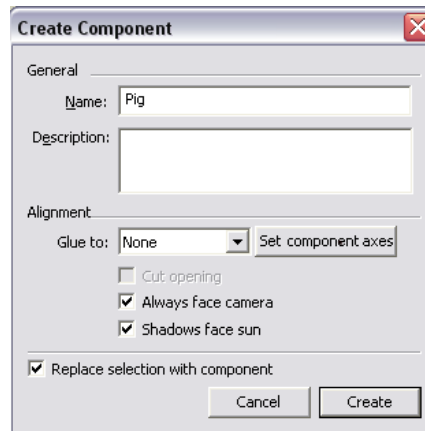 Create Component
General
Name: Pig
Description:
Alignment
Glue to: None Set component axes
Cut opening
Always face camera
Shadows face sun
Replace selection with component
Cancel Create